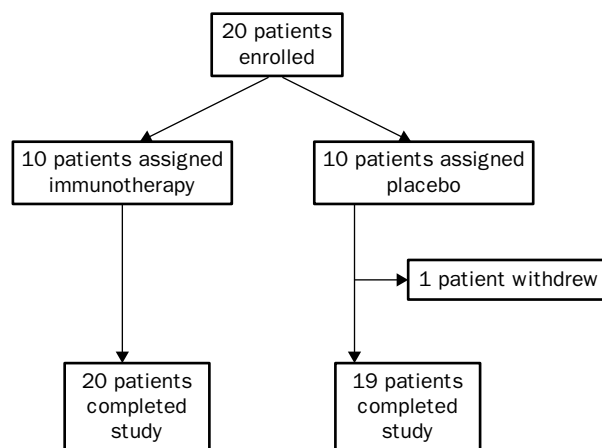 20 patients
enrolled
10 patients assigned
immunotherapy
10 patients assigned
placebo
1 patient withdrew
20 patients
completed
study
19 patients
completed
study